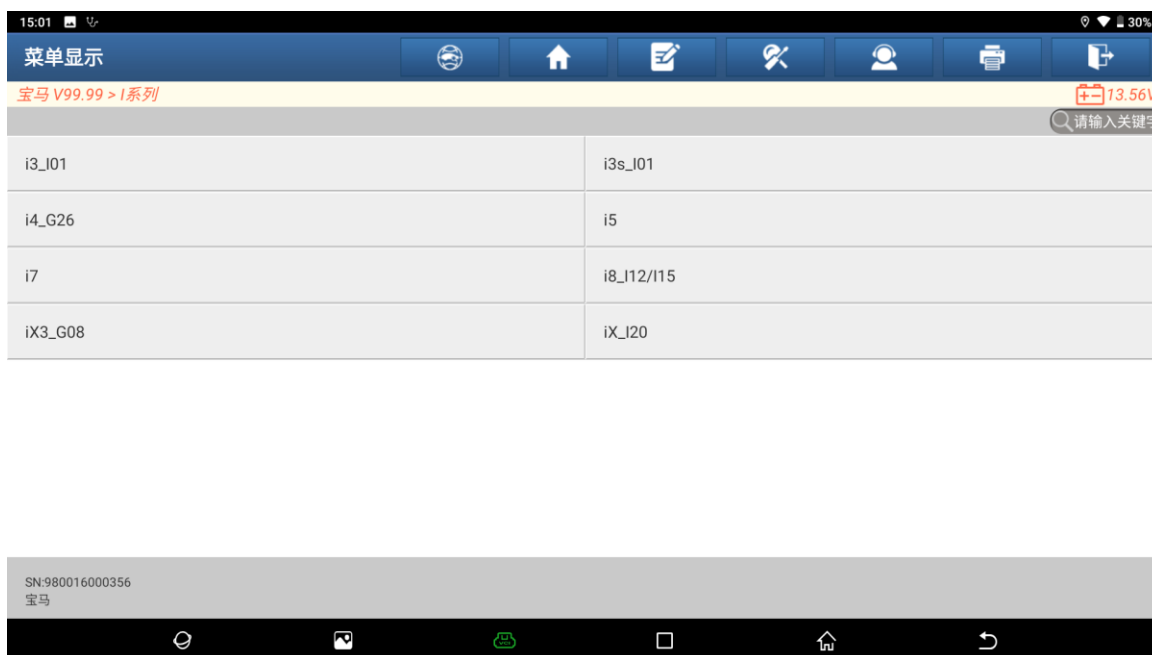 15:01 30%
菜单显示
宝马 V99.99 > I系列 13.56V
请输入关键字
i3_I01 i3s_I01
i4_G26 i5
i7 i8_I12/I15
iX3_G08 iX_I20
SN:980016000356
宝马